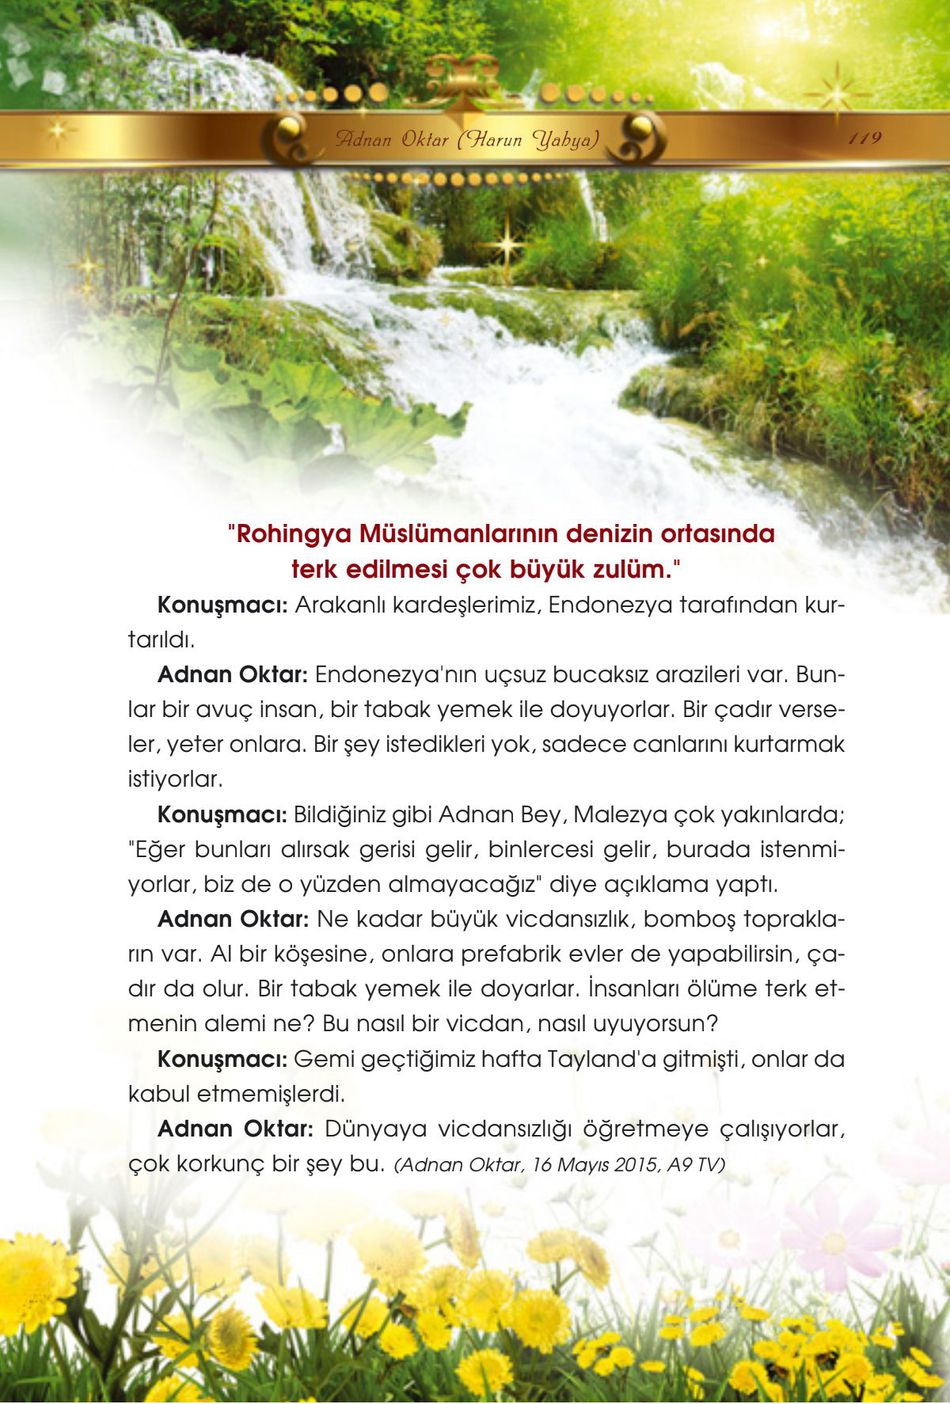 Adnan Oktar (Harun Yahya)
119
"Rohingya Müslümanlarının denizin ortasında
terk edilmesi çok büyük zulüm."
Konuşmacı: Arakanlı kardeşlerimiz, Endonezya tarafından kur-
tarıldı.
Adnan Oktar: Endonezya'nın uçsuz bucaksız arazileri var. Bun-
lar bir avuç insan, bir tabak yemek ile doyuyorlar. Bir çadır verse-
ler, yeter onlara. Bir şey istedikleri yok, sadece canlarını kurtarmak
istiyorlar.
Konuşmacı: Bildiğiniz gibi Adnan Bey, Malezya çok yakınlarda;
"Eğer bunları alırsak gerisi gelir, binlercesi gelir, burada istenmi-
yorlar, biz de o yüzden almayacağız" diye açıklama yaptı.
Adnan Oktar: Ne kadar büyük vicdansızlık, bomboş toprakla-
rın var. Al bir köşesine, onlara prefabrik evler de yapabilirsin, ça-
dır da olur. Bir tabak yemek ile doyarlar. İnsanları ölüme terk et-
menin alemi ne? Bu nasıl bir vicdan, nasıl uyuyorsun?
Konuşmacı: Gemi geçtiğimiz hafta Tayland'a gitmişti, onlar da
kabul etmemişlerdi.
Adnan Oktar: Dünyaya vicdansızlığı öğretmeye çalışıyorlar,
çok korkunç bir şey bu. (Adnan Oktar, 16 Mayıs 2015, A9 TV)